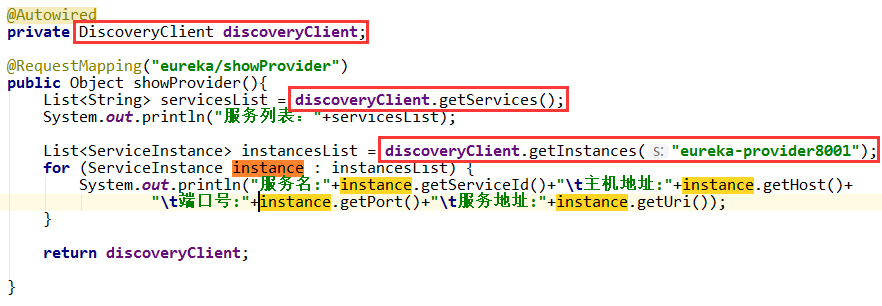 @Autowired
private DiscoveryClient discoveryClient;
@RequestMapping("eureka/showProvider")
public Object showProvider(){
List<String> servicesList = discoveryClient.getServices();
System.out.println("服务列表："+servicesList);
List<ServiceInstance> instancesList = discoveryClient.getInstances( s: "eureka-provider8001");
for (ServiceInstance instance : instancesList) {
System.out.println("服务名:"+instance.getServiceId()+"\t主机地址:"+instance.getHost()+
"\t端口号:"+instance.getPort()+"\t服务地址:"+instance.getUri());
}
return discoveryClient;
}